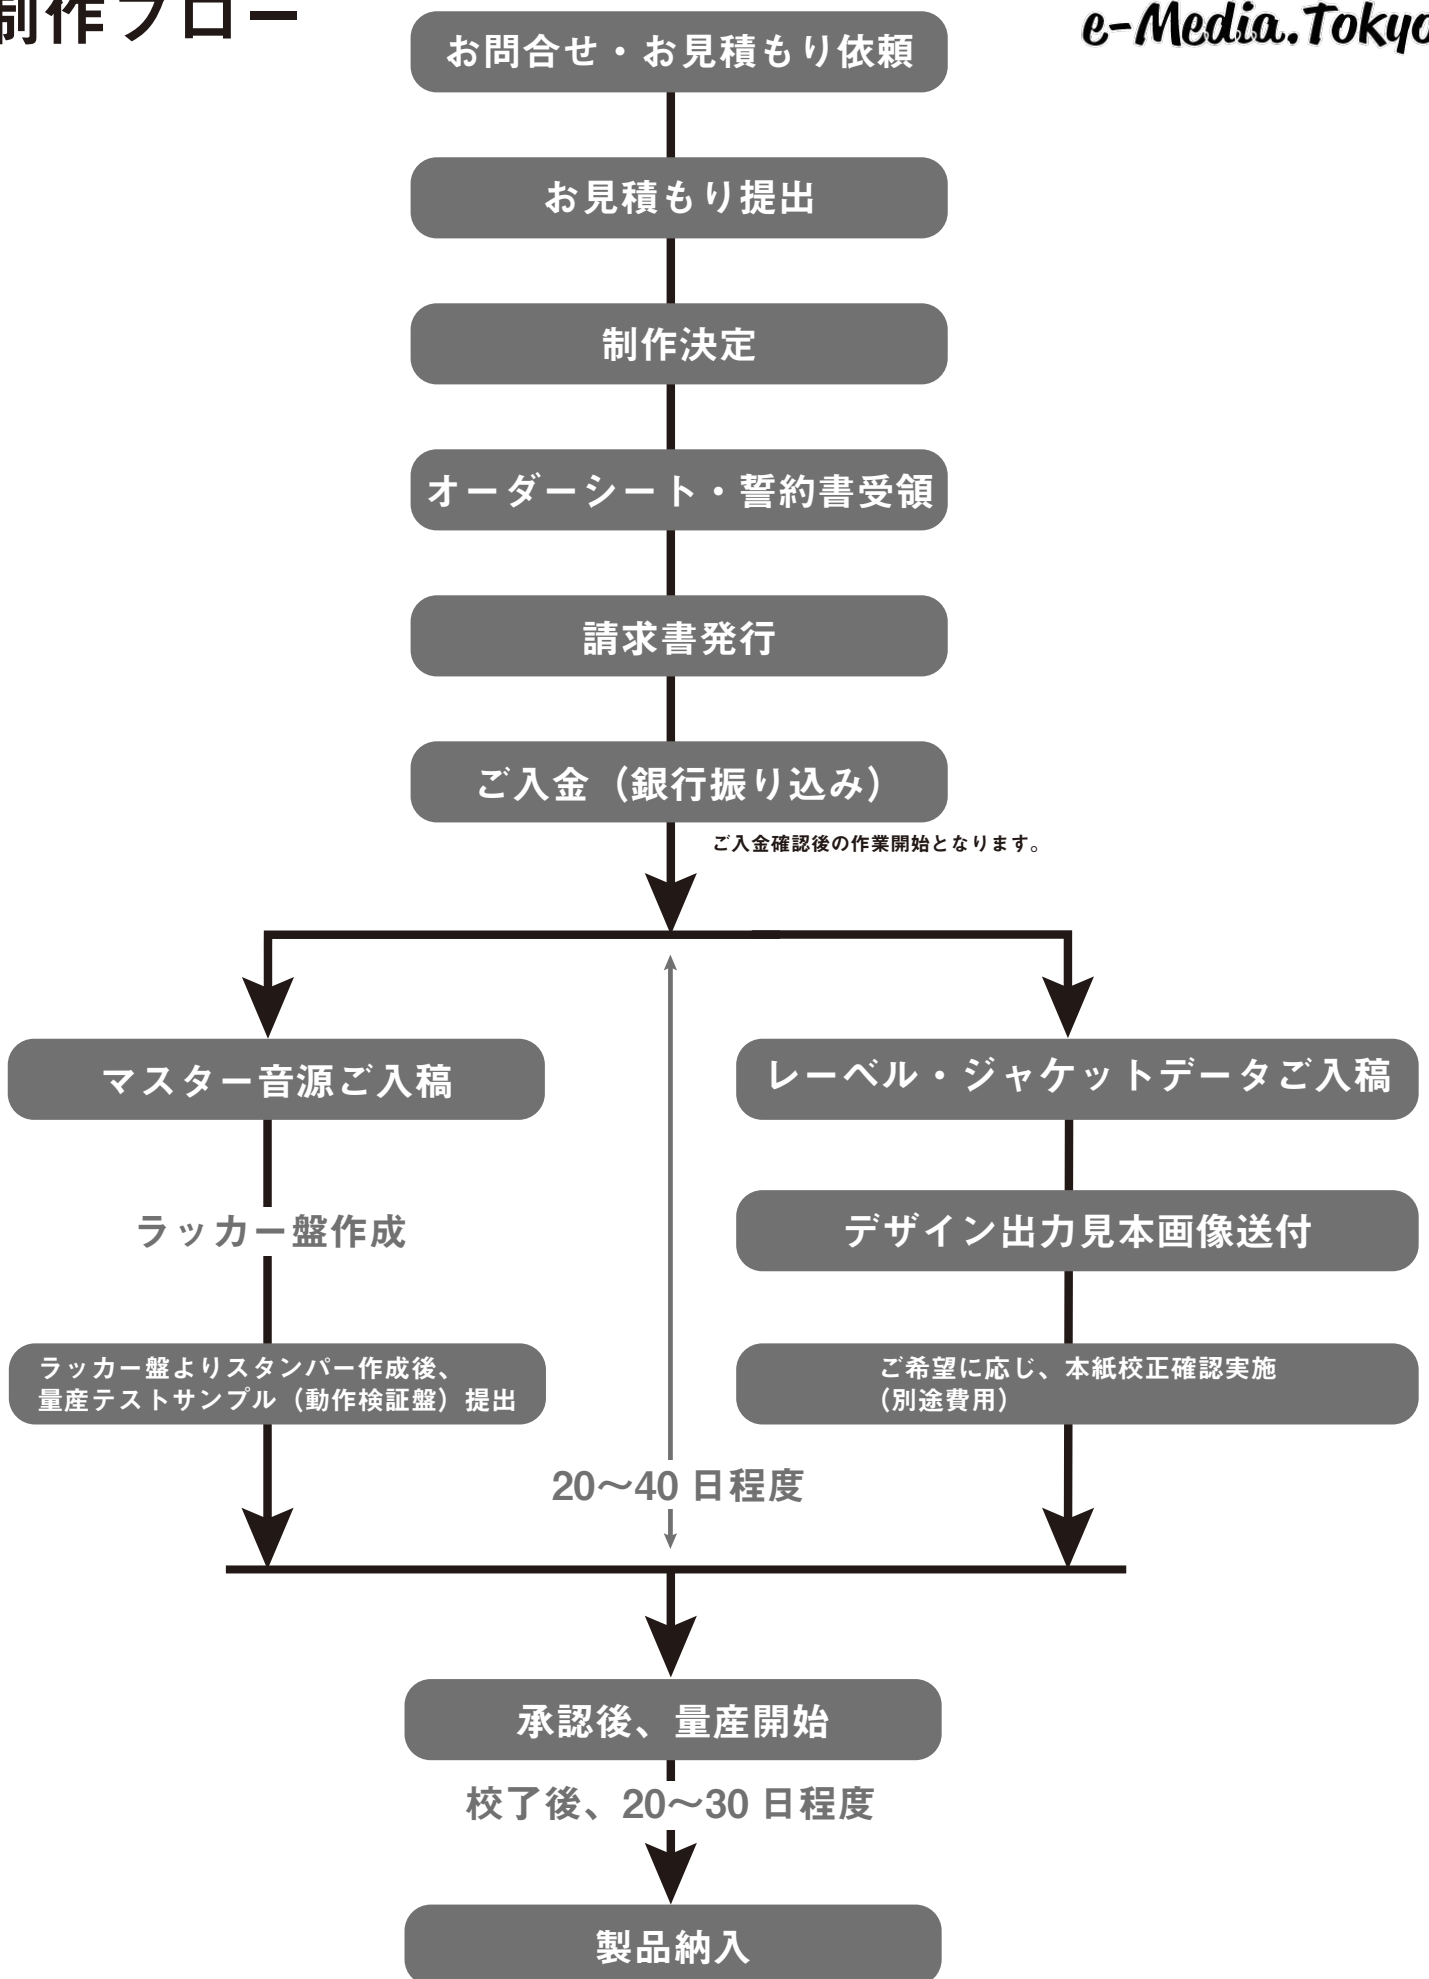 制作フロー
e-Media.Tokyo
お問合せ・お見積もり依頼
お見積もり提出
制作決定
オーダーシート・誓約書受領
請求書発行
ご入金（銀行振り込み）
ご入金確認後の作業開始となります。
マスター音源ご入稿
レーベル・ジャケットデータご入稿
ラッカー盤作成
デザイン出力見本画像送付
ラッカー盤よりスタンパー作成後、
量産テストサンプル（動作検証盤）提出
ご希望に応じ、本紙校正確認実施
（別途費用）
20～40 日程度
承認後、量産開始
校了後、20～30 日程度
製品納入